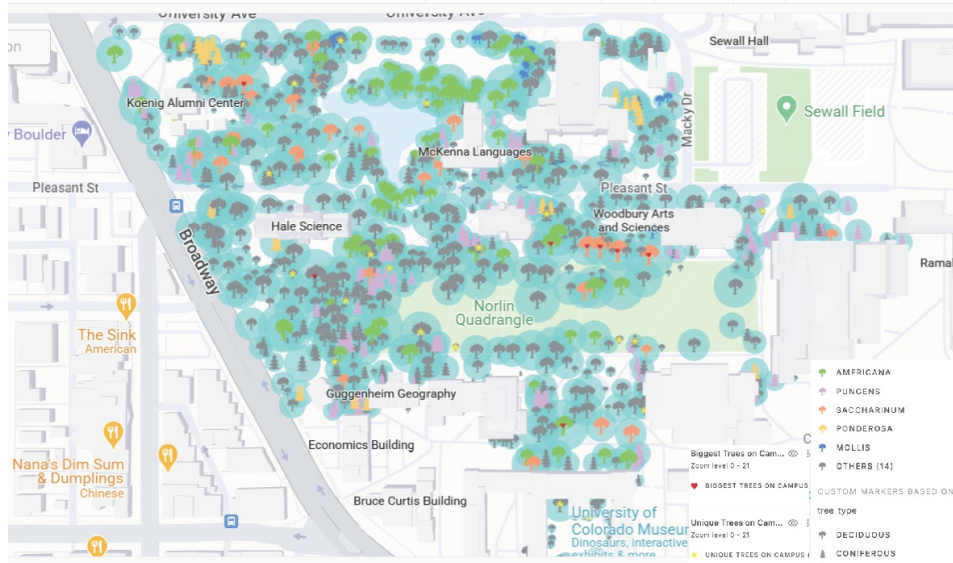 University Ave
University Ave
Sewall Hall
on
Koenig Alumni Center
Macky Dr
Sewall Field
Boulder
McKenna Languages
Pleasant St
Pleasant St
Woodbury Arts
and Sciences
Hale Science
Broadway
Ramal
Norlin
Quadrangle
The Sink
American
Guggenheim Geography
AMERICANA
PUNGENS
SACCHARINUM
PONDEROSA
MOLLIS
OTHERS (14)
Economics Building
Nana's Dim Sum
& Dumplings
Chinese
Biggest Trees on Cam...
Zoom level 0 - 21
BIGGEST TREES ON CAMPUS
CUSTOM MARKERS BASED ON
tree type
DECIDUOUS
CONIFEROUS
Bruce Curtis Building
University of
Colorado Museum
Dinosaurs, interactive
exhibits & more
Unique Trees on Cam...
Zoom level 0 - 21
UNIQUE TREES ON CAMPUS